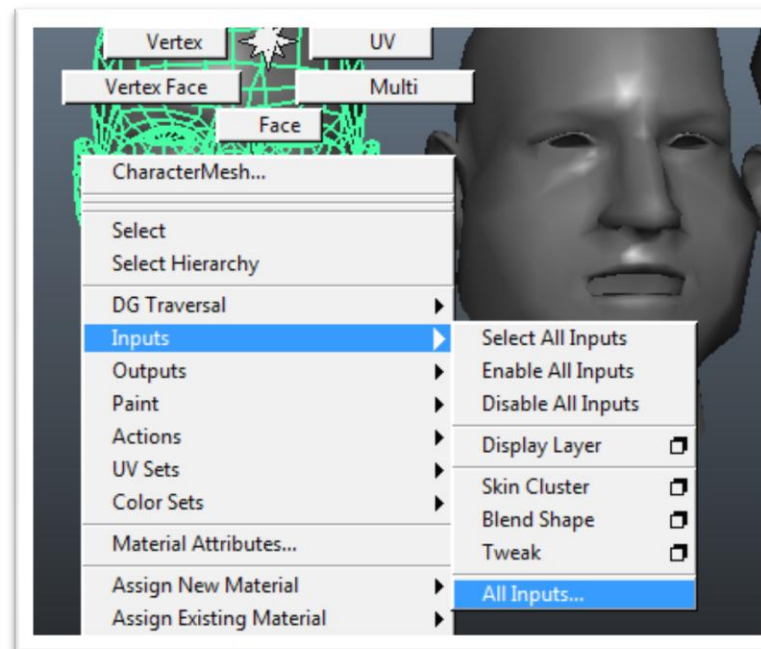 Vertex
UV
Vertex Face
Multi
Face
CharacterMesh...
Select
Select Hierarchy
DG Traversal
Inputs
Outputs
Paint
Actions
UV Sets
Color Sets
Material Attributes...
Assign New Material
Assign Existing Material
Select All Inputs
Enable All Inputs
Disable All Inputs
Display Layer
Skin Cluster
Blend Shape
Tweak
All Inputs...